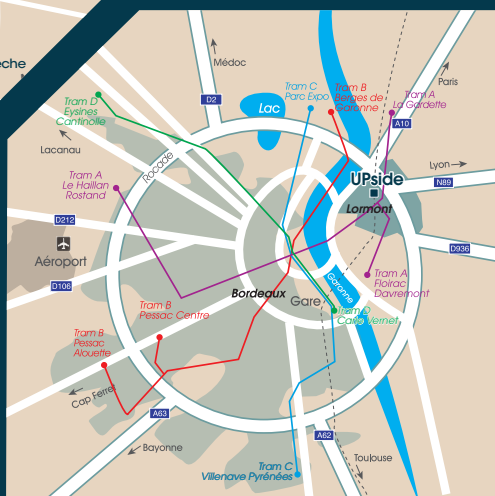 èche
Médoc
Paris
Tram D
Eysines
Cantinolle
D2
Lac
Tram C
Parc Expo
Tram B
Berges de
Garonne
Tram A
La Gardette
A10
Lacanau
Rocade
Lyon
Tram A
Le Haillan
Rostand
UPside
N89
Lormont
D212
Aéroport
D936
D106
Bordeaux
Gare
Garonne
Tram A
Floirac
Davremont
Tram B
Pessac Centre
Tram D
Carle Vernet
Tram B
Pessac
Alouette
Cap Ferret
A63
A62
Bayonne
Toulouse
Tram C
Villenave Pyrénées